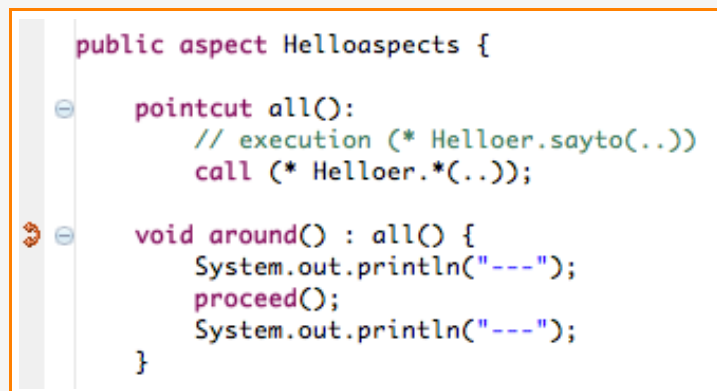 public aspect Helloaspects {
pointcut all():
// execution (* Helloer.sayto(..))
call (* Helloer.*(..));
void around() : all() {
System.out.println("---");
proceed();
System.out.println("---");
}